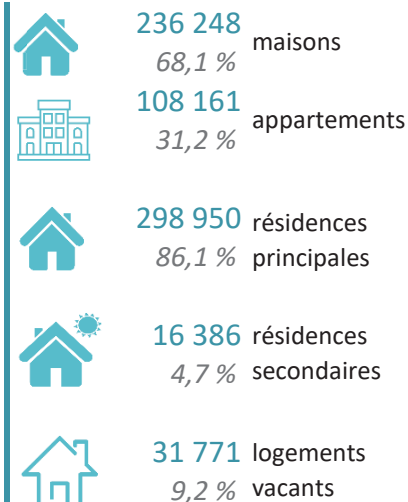 236 248 maisons
68,1 %
108 161 appartements
31,2 %
298 950 résidences
86,1 % principales
16 386 résidences
4,7 % secondaires
31 771 logements
9,2 % vacants